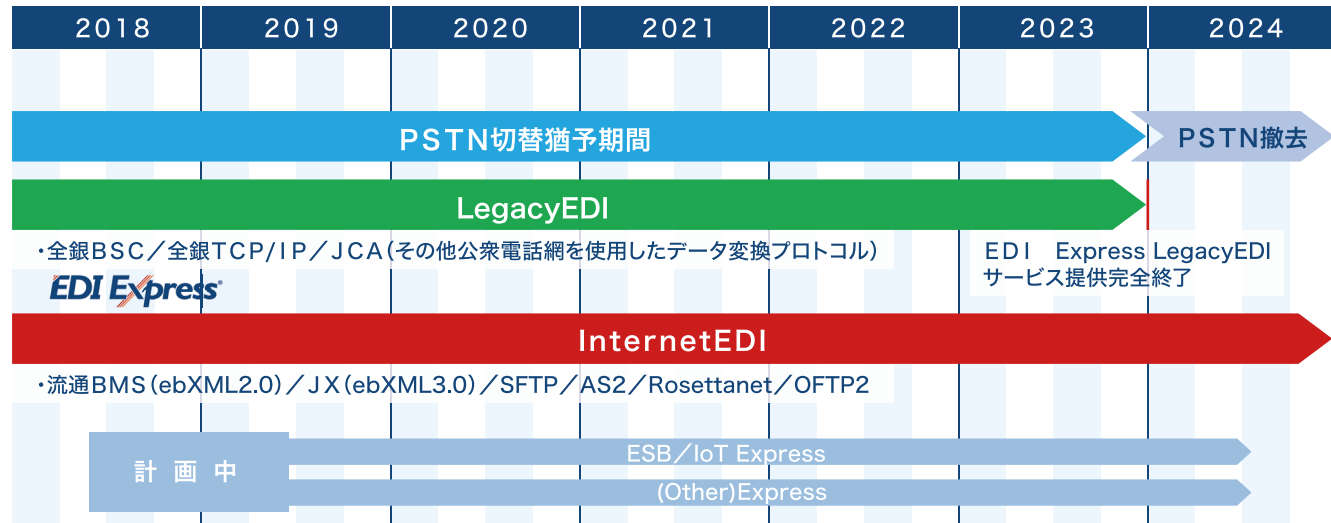 2018 2019 2020 2021 2022 2023 2024
PSTN切替猶予期間 PSTN撤去
LegacyEDI
・全銀BSC／全銀TCP/IP／JCA(その他公衆電話網を使用したデータ変換プロトコル)
EDI　Express LegacyEDI
サービス提供完全終了
EDI Express®
InternetEDI
・流通BMS(ebXML2.0)／JX(ebXML3.0)／SFTP／AS2／Rosettanet／OFTP2
計画中
ESB／IoT Express
(Other)Express